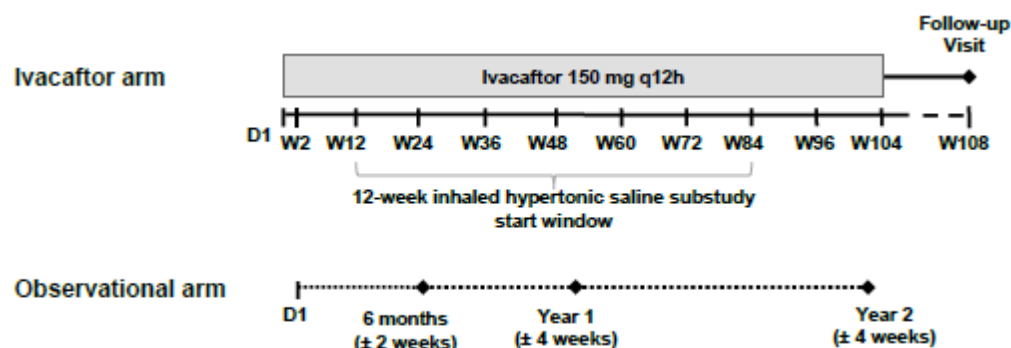 Follow-up
Visit
Ivacaftor arm
Ivacaftor 150 mg q12h
D1 W2 W12 W24 W36 W48 W60 W72 W84 W96 W104 W108
12-week inhaled hypertonic saline substudy
start window
Observational arm
D1
6 months
(± 2 weeks)
Year 1
(± 4 weeks)
Year 2
(± 4 weeks)